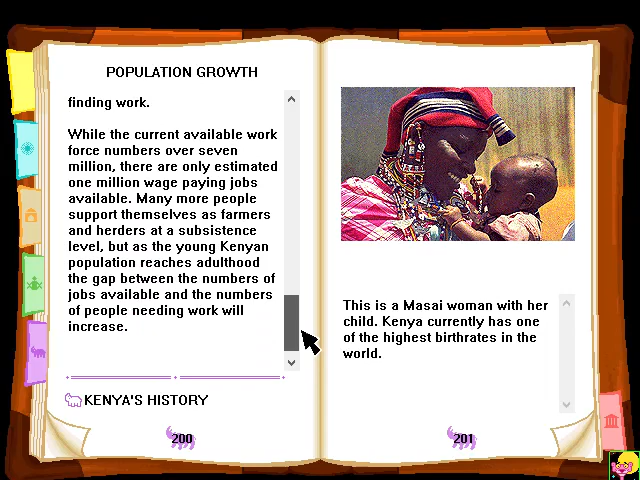 POPULATION GROWTH
finding work.
While the current available work
force numbers over seven
million, there are only estimated
one million wage paying jobs
available. Many more people
support themselves as farmers
and herders at a subsistence
level, but as the young Kenyan
population reaches adulthood
the gap between the numbers of
jobs available and the numbers
of people needing work will
increase.
KENYA'S HISTORY
200
This is a Masai woman with her
child. Kenya currently has one
of the highest birthrates in the
world.
201